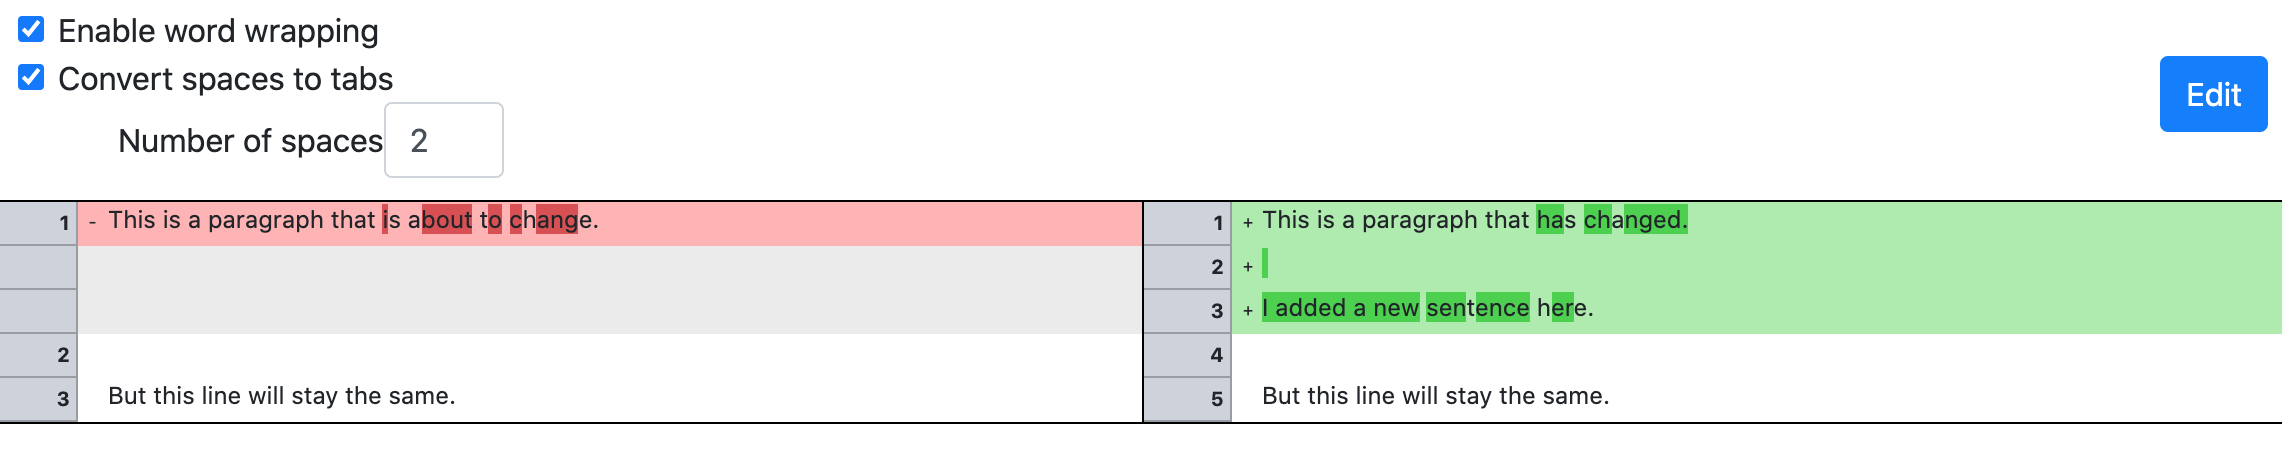 Enable word wrapping
Convert spaces to tabs
Number of spaces 2
Edit
1 - This is a paragraph that is about to change.
2
3 But this line will stay the same.
1 + This is a paragraph that has changed.
2 +
3 + I added a new sentence here.
4
5 But this line will stay the same.